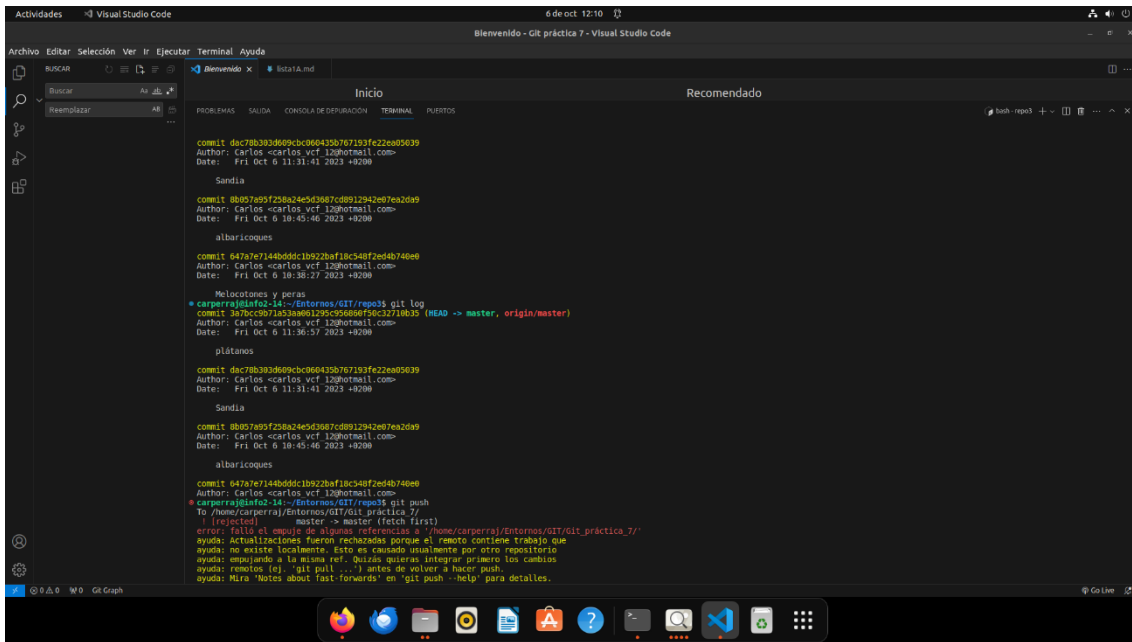 Actividades Visual Studio Code 6 de oct 12:10
Bienvenido - Git práctica 7 - Visual Studio Code
Archivo Editar Selección Ver Ir Ejecutar Terminal Ayuda
BUSCAR Bienvenido lista1A.md
Buscar Aa ab .*
Reemplazar AB
Inicio Recomendado
PROBLEMAS SALIDA CONSOLA DE DEPURACIÓN TERMINAL PUERTOS bash - repo3
commit dac78b303d609cbc060435b767193fe22ea05039
Author: Carlos <carlos_vcf_12@hotmail.com>
Date: Fri Oct 6 11:31:41 2023 +0200
Sandia
commit 8b057a95f258a24e5d3687cd8912942e07ea2da9
Author: Carlos <carlos_vcf_12@hotmail.com>
Date: Fri Oct 6 10:45:46 2023 +0200
albaricoques
commit 647a7e7144bdddc1b922baf18c548f2ed4b740e0
Author: Carlos <carlos_vcf_12@hotmail.com>
Date: Fri Oct 6 10:38:27 2023 +0200
Melocotones y peras
carperraj@info2-14:~/Entornos/GIT/repo3$ git log
commit 3a7bcc9b71a53aa061295c956860f50c32710b35 (HEAD -> master, origin/master)
Author: Carlos <carlos_vcf_12@hotmail.com>
Date: Fri Oct 6 11:36:57 2023 +0200
plátanos
commit dac78b303d609cbc060435b767193fe22ea05039
Author: Carlos <carlos_vcf_12@hotmail.com>
Date: Fri Oct 6 11:31:41 2023 +0200
Sandia
commit 8b057a95f258a24e5d3687cd8912942e07ea2da9
Author: Carlos <carlos_vcf_12@hotmail.com>
Date: Fri Oct 6 10:45:46 2023 +0200
albaricoques
commit 647a7e7144bdddc1b922baf18c548f2ed4b740e0
Author: Carlos <carlos_vcf_12@hotmail.com>
carperraj@info2-14:~/Entornos/GIT/repo3$ git push
To /home/carperraj/Entornos/GIT/Git_práctica_7/
! [rejected] master -> master (fetch first)
error: falló el empuje de algunas referencias a '/home/carperraj/Entornos/GIT/Git_práctica_7/'
ayuda: Actualizaciones fueron rechazadas porque el remoto contiene trabajo que
ayuda: no existe localmente. Esto es causado usualmente por otro repositorio
ayuda: empujando a la misma ref. Quizás quieras integrar primero los cambios
ayuda: remotos (ej. 'git pull ...') antes de volver a hacer push.
ayuda: Mira 'Notes about fast-forwards' en 'git push --help' para detalles.
0 0 0 Git Graph Go Live